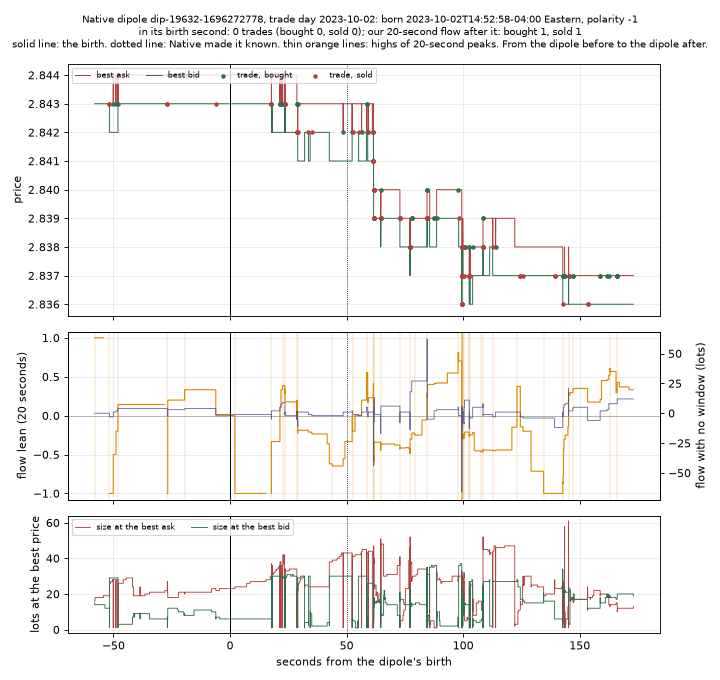 Native dipole dip-19632-1696272778, trade day 2023-10-02: born 2023-10-02T14:52:58-04:00 Eastern, polarity -1
in its birth second: 0 trades (bought 0, sold 0); our 20-second flow after it: bought 1, sold 1
solid line: the birth. dotted line: Native made it known. thin orange lines: highs of 20-second peaks. From the dipole before to the dipole after.
best ask
best bid
trade, bought
trade, sold
2.844
2.843
2.842
2.841
2.840
2.839
2.838
2.837
2.836
price
1.0
0.5
0.0
−0.5
−1.0
flow lean (20 seconds)
50
25
0
−25
−50
flow with no window (lots)
size at the best ask
size at the best bid
60
40
20
0
lots at the best price
−50
0
50
100
150
seconds from the dipole's birth